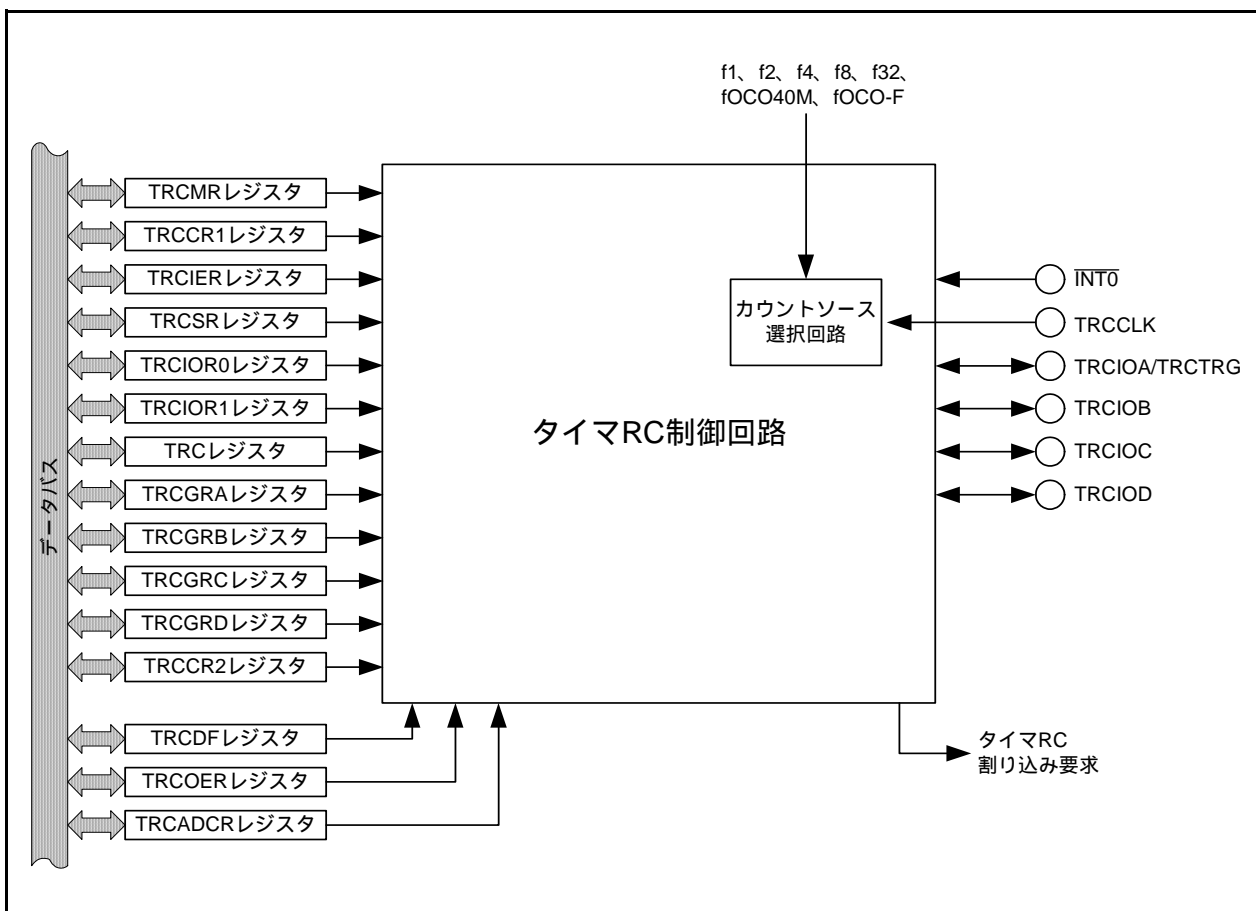 f1、f2、f4、f8、f32、
fOCO40M、fOCO-F
データバス
TRCMRレジスタ
TRCCR1レジスタ
TRCIERレジスタ
TRCSRレジスタ
TRCIOR0レジスタ
TRCIOR1レジスタ
TRCレジスタ
TRCGRAレジスタ
TRCGRBレジスタ
TRCGRCレジスタ
TRCGRDレジスタ
TRCCR2レジスタ
TRCDFレジスタ
TRCOERレジスタ
TRCADCRレジスタ
カウントソース
選択回路
タイマRC制御回路
INT0
TRCCLK
TRCIOA/TRCTRG
TRCIOB
TRCIOC
TRCIOD
タイマRC
割り込み要求